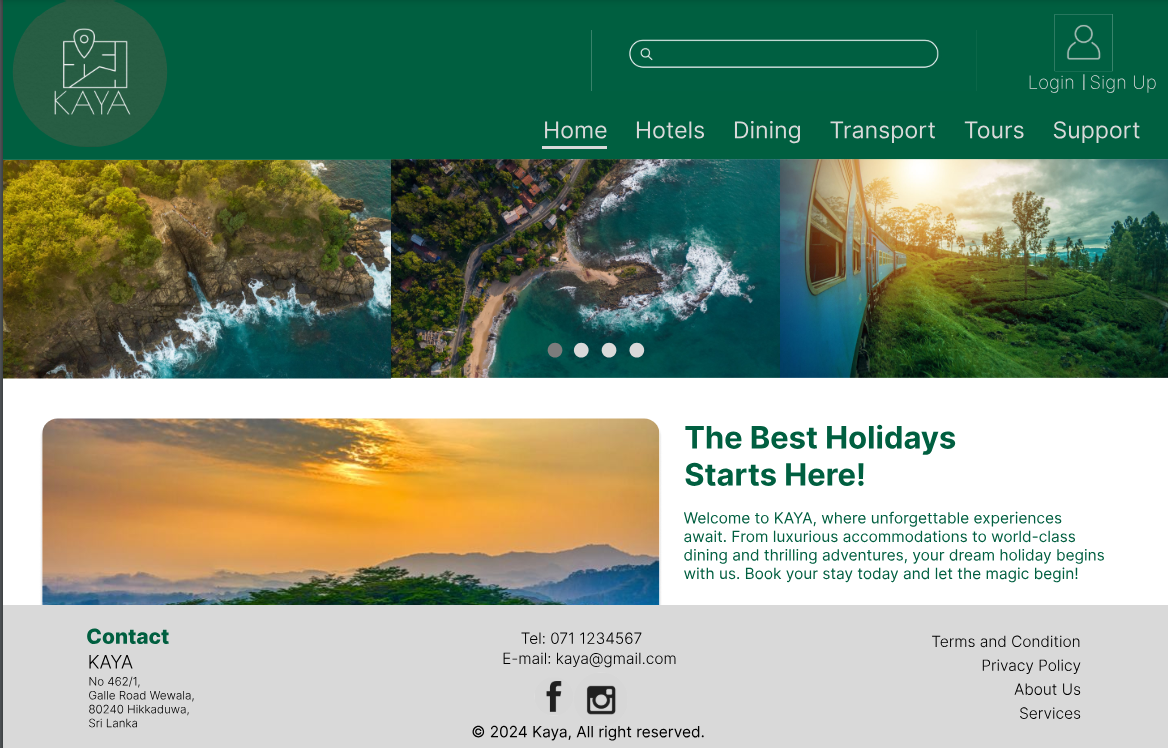 KAYA
Login | Sign Up
Home Hotels Dining Transport Tours Support
The Best Holidays
Starts Here!
Welcome to KAYA, where unforgettable experiences
await. From luxurious accommodations to world-class
dining and thrilling adventures, your dream holiday begins
with us. Book your stay today and let the magic begin!
Contact
KAYA
No 462/1,
Galle Road Wewala,
80240 Hikkaduwa,
Sri Lanka
Tel: 071 1234567
E-mail: kaya@gmail.com
f
© 2024 Kaya, All right reserved.
Terms and Condition
Privacy Policy
About Us
Services